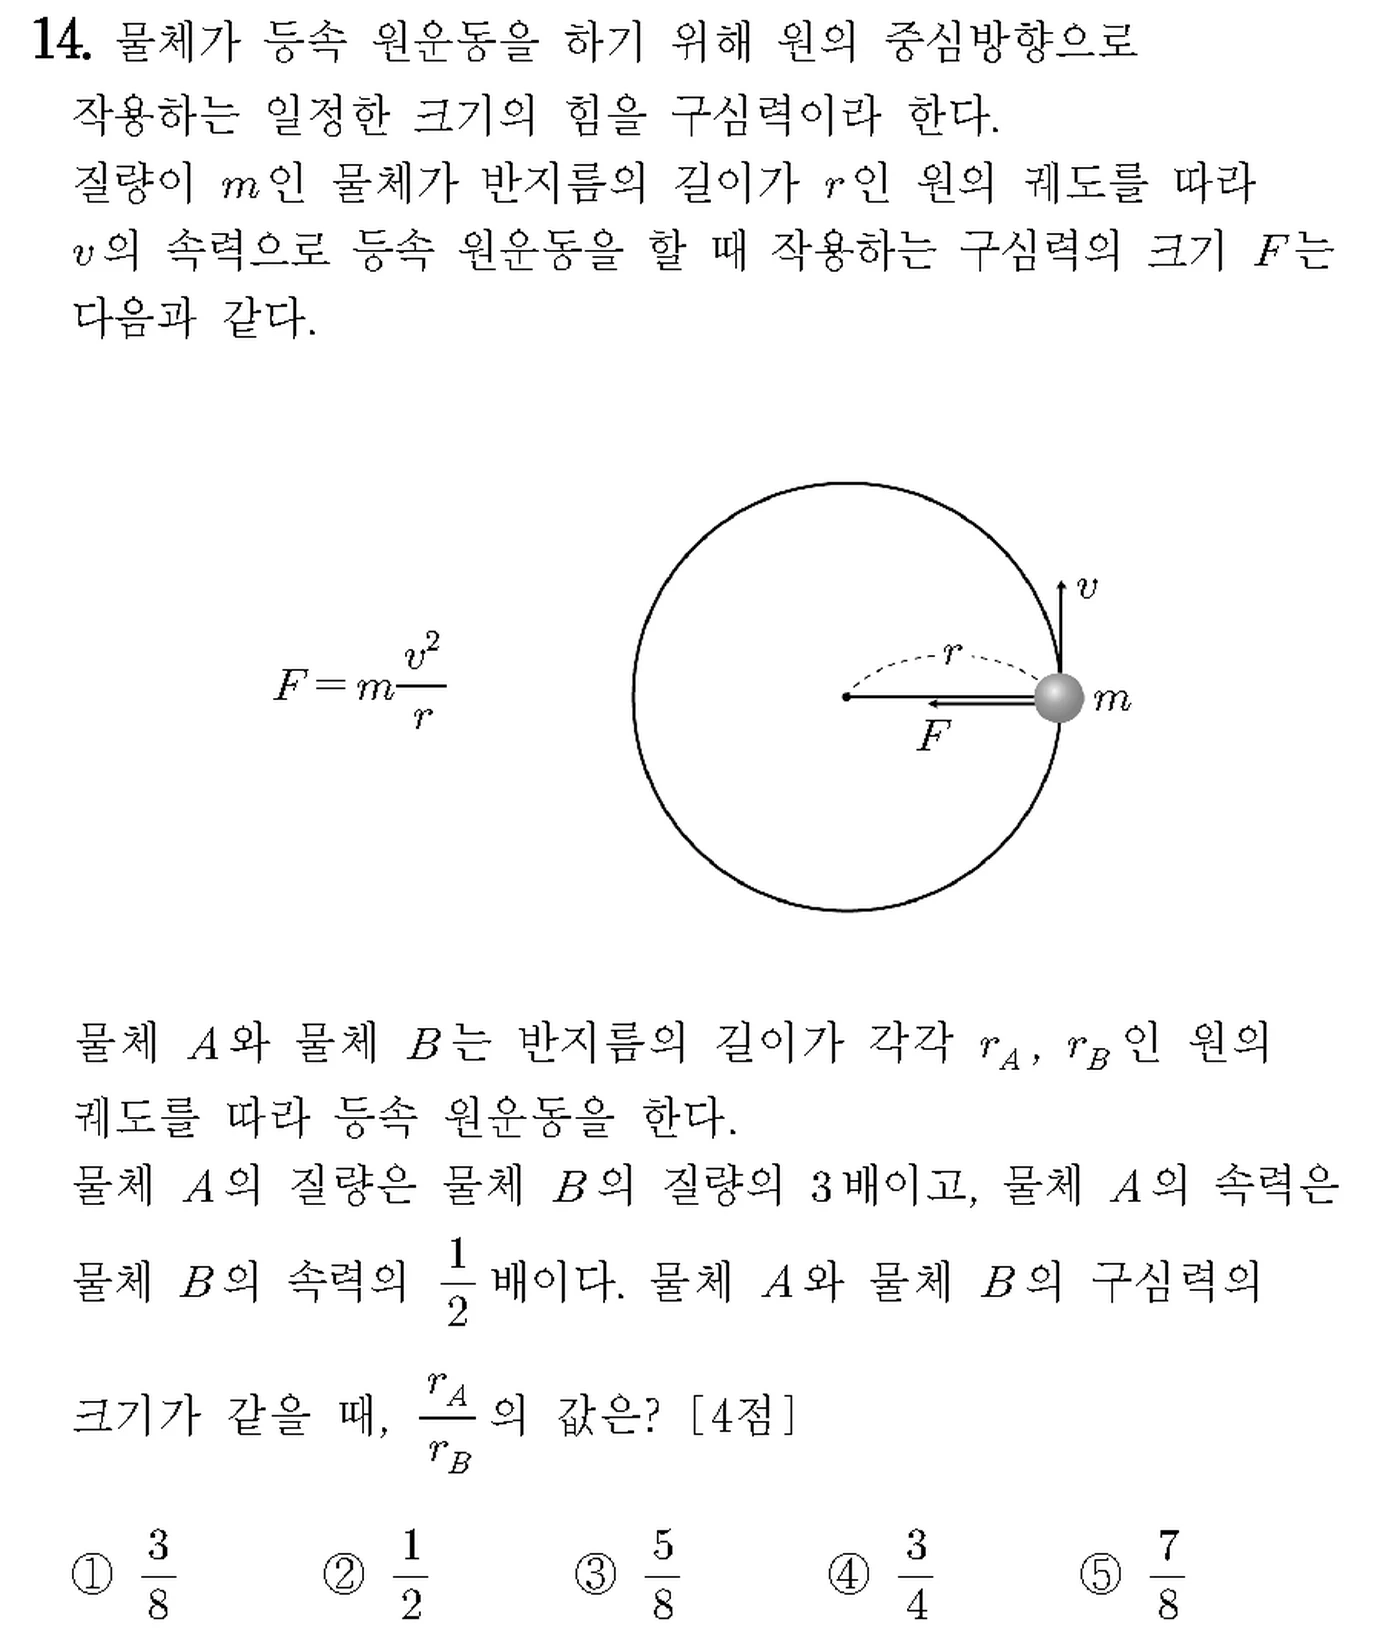 14. 물체가 등속 원운동을 하기 위해 원의 중심방향으로
작용하는 일정한 크기의 힘을 구심력이라 한다.
질량이 m인 물체가 반지름의 길이가 r인 원의 궤도를 따라
v의 속력으로 등속 원운동을 할 때 작용하는 구심력의 크기 F는
다음과 같다.
F = m v²/r
v
r
m
F
물체 A와 물체 B는 반지름의 길이가 각각 r_A, r_B인 원의
궤도를 따라 등속 원운동을 한다.
물체 A의 질량은 물체 B의 질량의 3배이고, 물체 A의 속력은
물체 B의 속력의 1/2배이다. 물체 A와 물체 B의 구심력의
크기가 같을 때, r_A/r_B의 값은? [4점]
① 3/8 ② 1/2 ③ 5/8 ④ 3/4 ⑤ 7/8